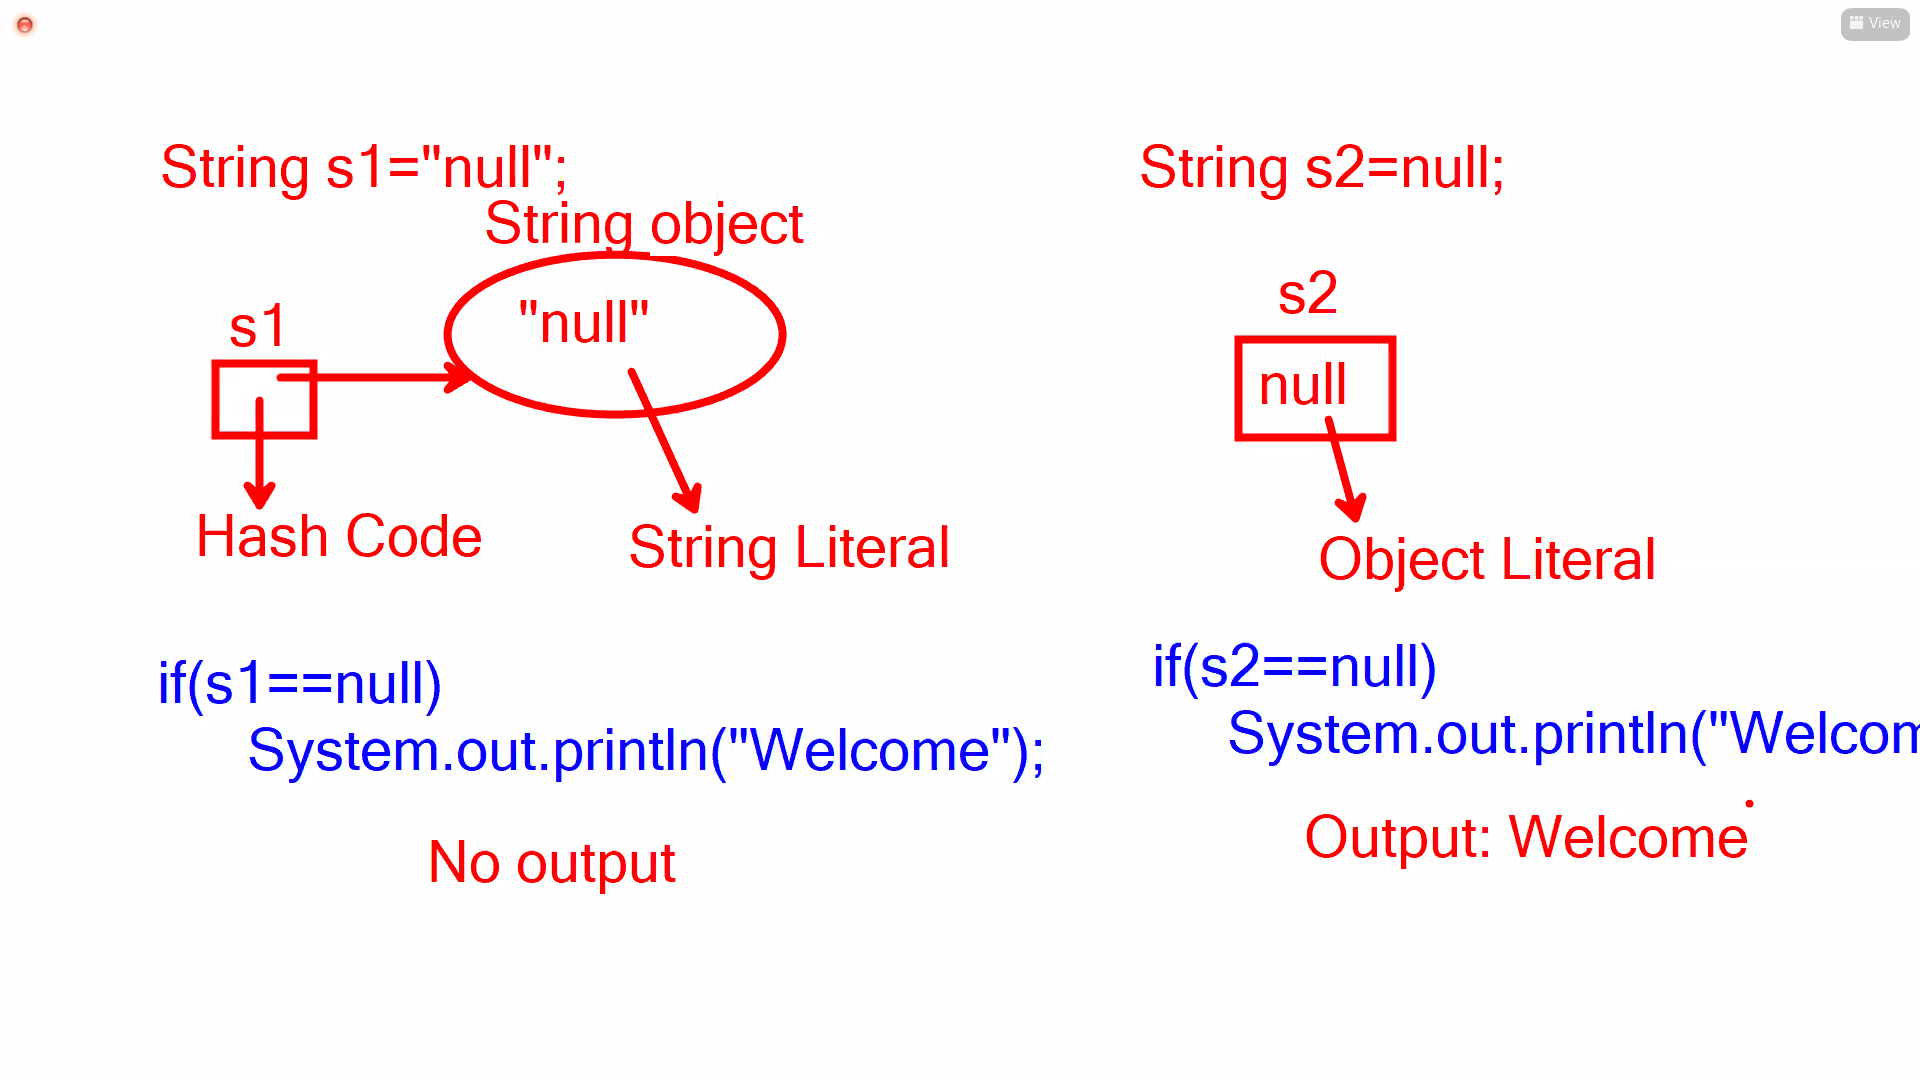 View
String s1="null";
String object
"null"
s1
Hash Code
String Literal
if(s1==null)
System.out.println("Welcome");
No output
String s2=null;
s2
null
Object Literal
if(s2==null)
System.out.println("Welcom
Output: Welcome